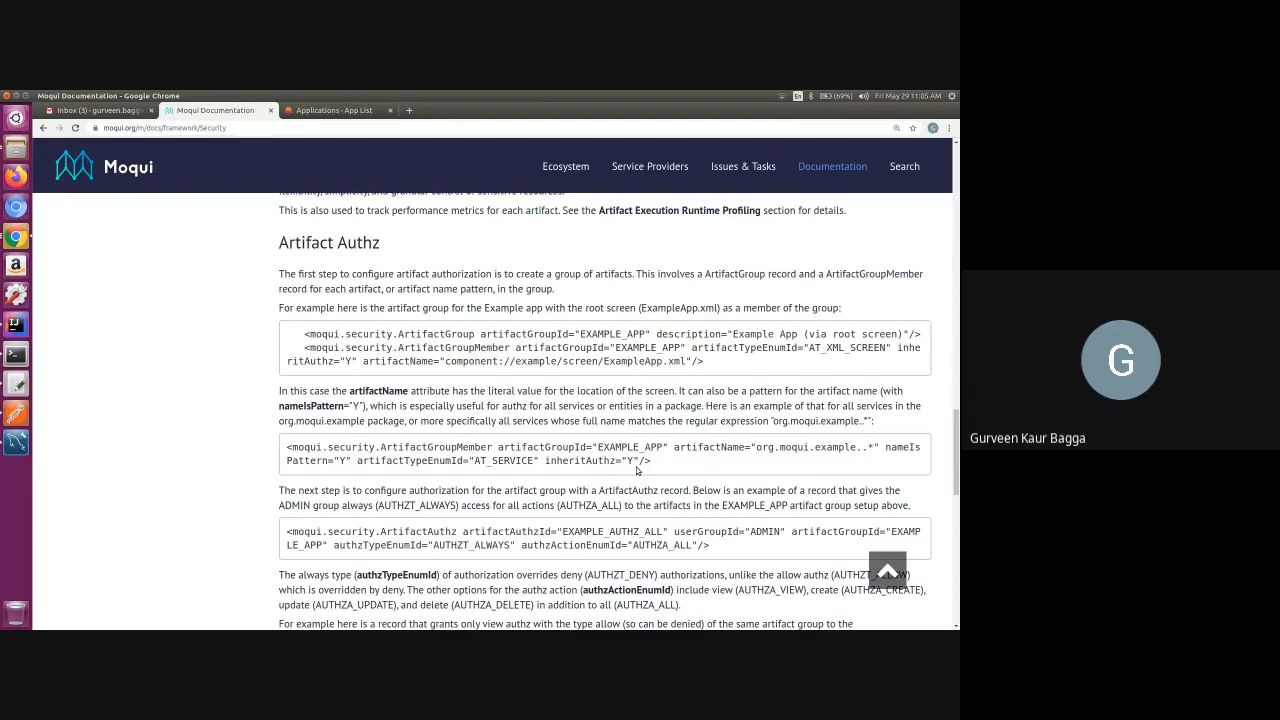 Moqui Documentation - Google Chrome
En (69%) Fri May 29 11:05 AM
Inbox (3) - gurveen.bagg × Moqui Documentation × Applications - App List × +
moqui.org/m/docs/framework/Security
Moqui Ecosystem Service Providers Issues & Tasks Documentation Search
flexibility, simplicity, and granular control of sensitive resources.
This is also used to track performance metrics for each artifact. See the Artifact Execution Runtime Profiling section for details.
Artifact Authz
The first step to configure artifact authorization is to create a group of artifacts. This involves a ArtifactGroup record and a ArtifactGroupMember
record for each artifact, or artifact name pattern, in the group.
For example here is the artifact group for the Example app with the root screen (ExampleApp.xml) as a member of the group:
<moqui.security.ArtifactGroup artifactGroupId="EXAMPLE_APP" description="Example App (via root screen)"/>
<moqui.security.ArtifactGroupMember artifactGroupId="EXAMPLE_APP" artifactTypeEnumId="AT_XML_SCREEN" inhe
ritAuthz="Y" artifactName="component://example/screen/ExampleApp.xml"/>
In this case the artifactName attribute has the literal value for the location of the screen. It can also be a pattern for the artifact name (with
nameIsPattern="Y"), which is especially useful for authz for all services or entities in a package. Here is an example of that for all services in the
org.moqui.example package, or more specifically all services whose full name matches the regular expression "org.moqui.example..*":
<moqui.security.ArtifactGroupMember artifactGroupId="EXAMPLE_APP" artifactName="org.moqui.example..*" nameIs
Pattern="Y" artifactTypeEnumId="AT_SERVICE" inheritAuthz="Y"/>
The next step is to configure authorization for the artifact group with a ArtifactAuthz record. Below is an example of a record that gives the
ADMIN group always (AUTHZT_ALWAYS) access for all actions (AUTHZA_ALL) to the artifacts in the EXAMPLE_APP artifact group setup above.
<moqui.security.ArtifactAuthz artifactAuthzId="EXAMPLE_AUTHZ_ALL" userGroupId="ADMIN" artifactGroupId="EXAMP
LE_APP" authzTypeEnumId="AUTHZT_ALWAYS" authzActionEnumId="AUTHZA_ALL"/>
The always type (authzTypeEnumId) of authorization overrides deny (AUTHZT_DENY) authorizations, unlike the allow authz (AUTHZT_ALLOW)
which is overridden by deny. The other options for the authz action (authzActionEnumId) include view (AUTHZA_VIEW), create (AUTHZA_CREATE),
update (AUTHZA_UPDATE), and delete (AUTHZA_DELETE) in addition to all (AUTHZA_ALL).
For example here is a record that grants only view authz with the type allow (so can be denied) of the same artifact group to the
G
Gurveen Kaur Bagga